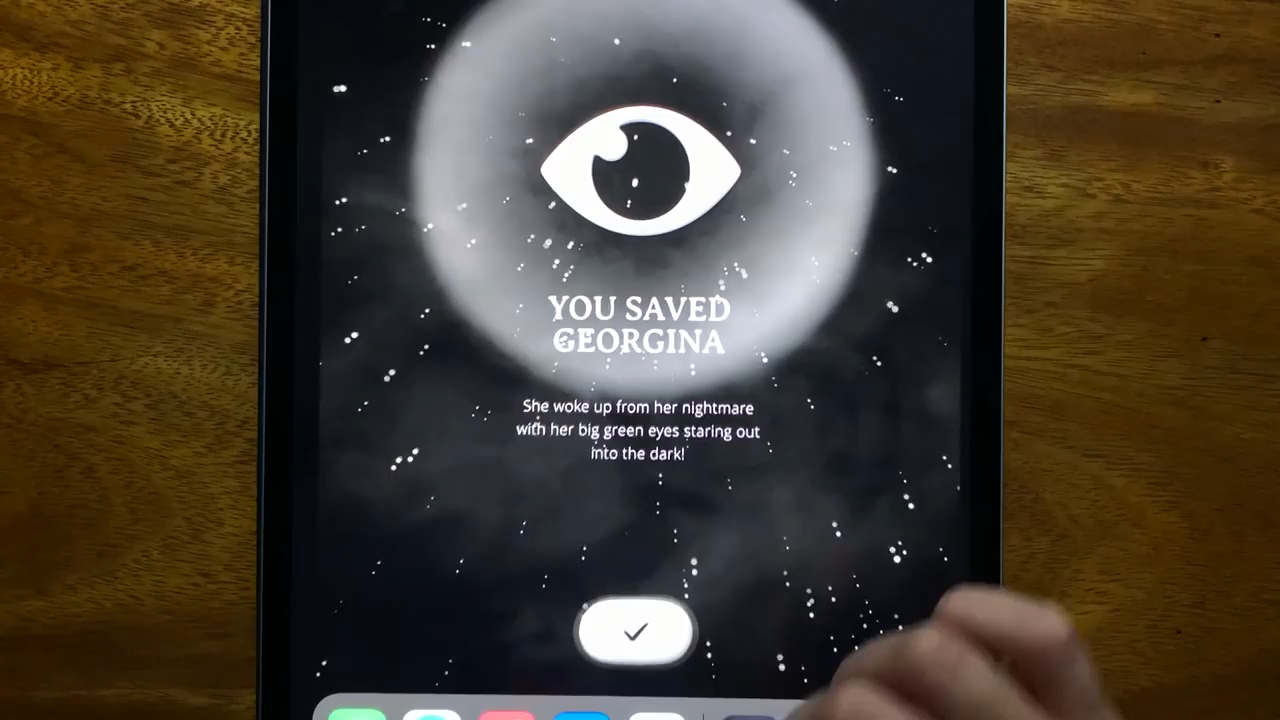 YOU SAVED
GEORGINA
She woke up from her nightmare
with her big green eyes staring out
into the dark!